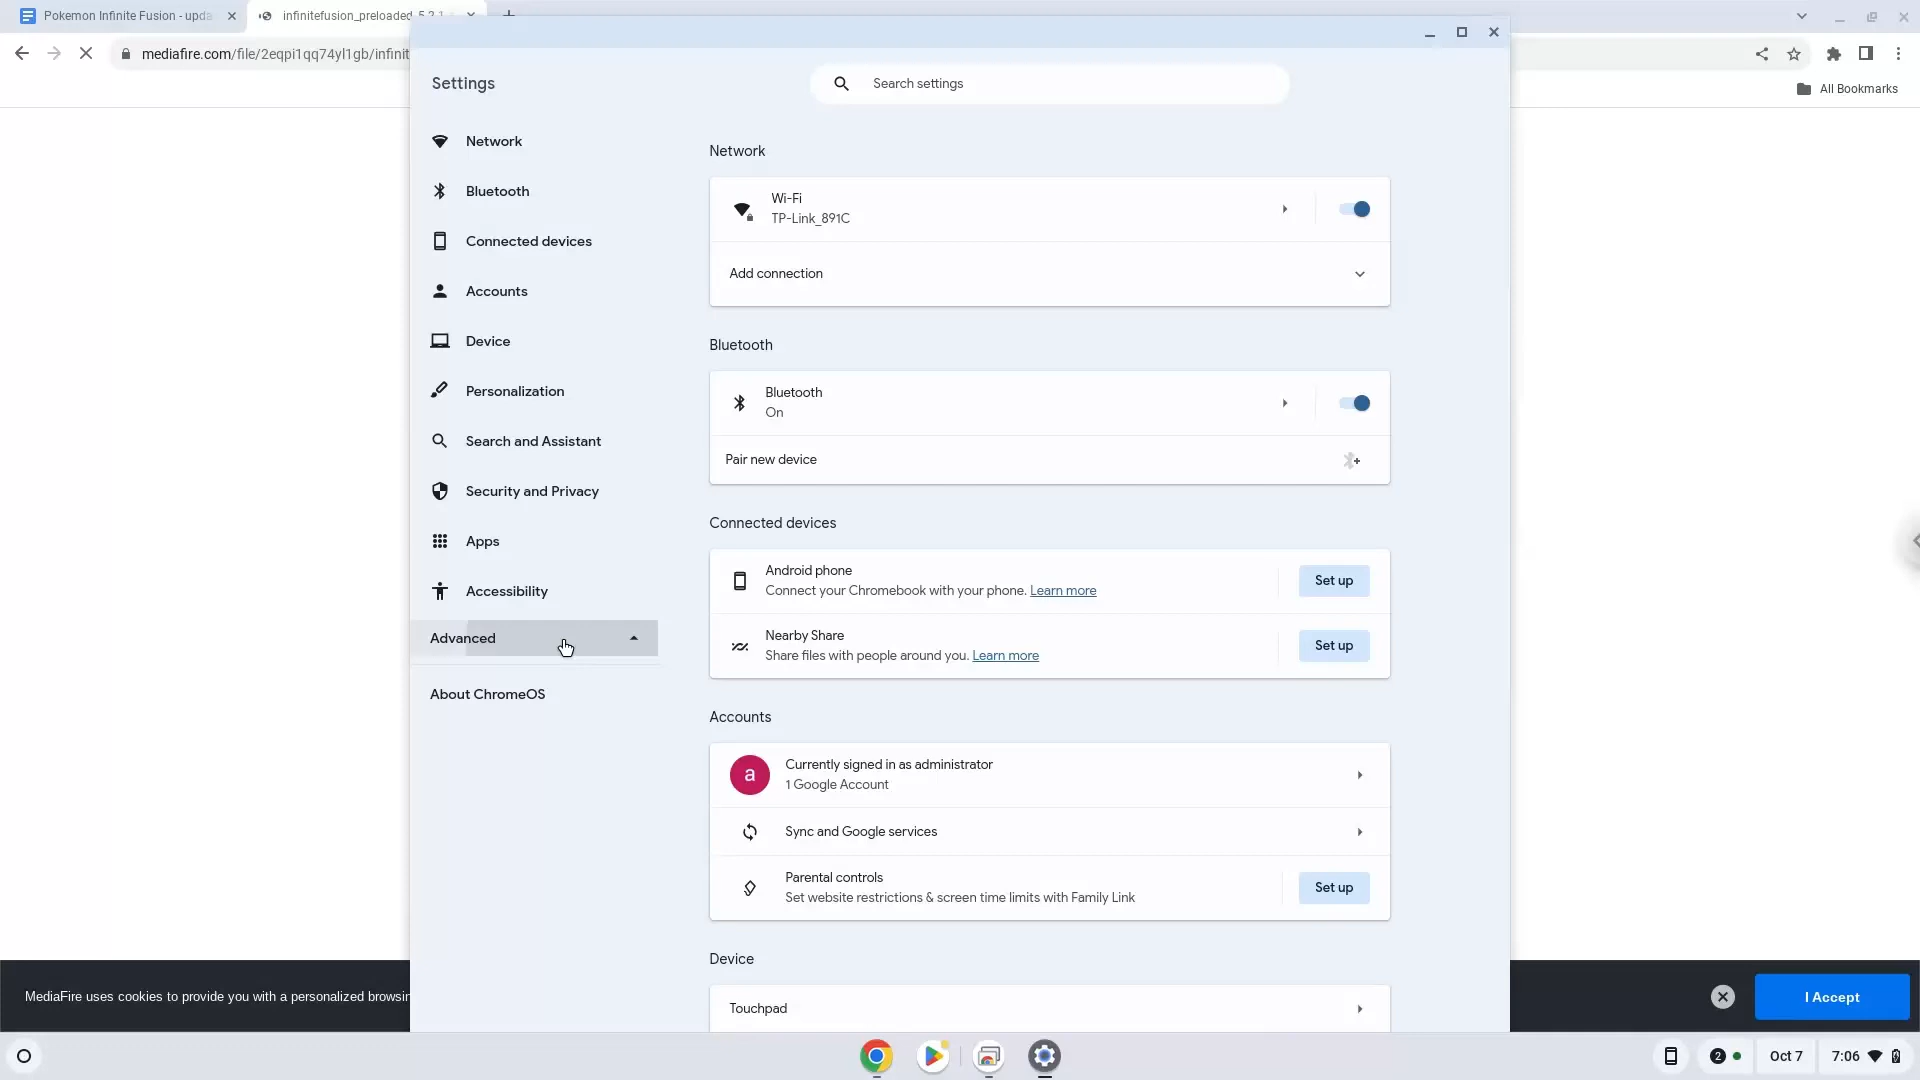 Pokemon Infinite Fusion - upda
infinitefusion_preloaded_5.2.1
mediafire.com/file/2eqpi1qq74yl1gb/infinit
All Bookmarks
Settings
Search settings
Network
Bluetooth
Connected devices
Accounts
Device
Personalization
Search and Assistant
Security and Privacy
Apps
Accessibility
Advanced
About ChromeOS
Network
Wi-Fi
TP-Link_891C
Add connection
Bluetooth
Bluetooth
On
Pair new device
Connected devices
Android phone
Connect your Chromebook with your phone. Learn more
Set up
Nearby Share
Share files with people around you. Learn more
Set up
Accounts
a
Currently signed in as administrator
1 Google Account
Sync and Google services
Parental controls
Set website restrictions & screen time limits with Family Link
Set up
Device
Touchpad
MediaFire uses cookies to provide you with a personalized browsin
I Accept
2
Oct 7
7:06